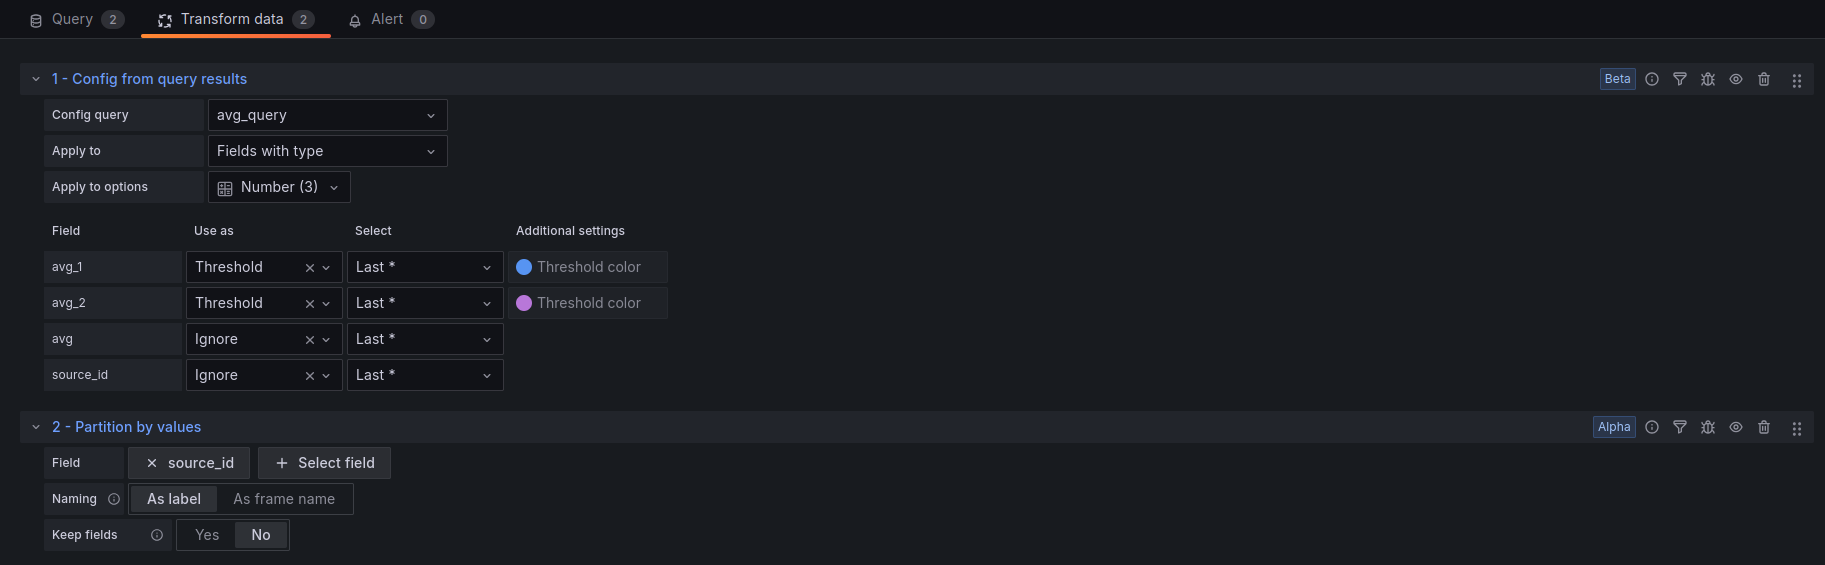 Query 2 Transform data 2 Alert 0
1 - Config from query results Beta
Config query avg_query
Apply to Fields with type
Apply to options Number (3)
Field Use as Select Additional settings
avg_1 Threshold Last * Threshold color
avg_2 Threshold Last * Threshold color
avg Ignore Last *
source_id Ignore Last *
2 - Partition by values Alpha
Field source_id Select field
Naming As label As frame name
Keep fields Yes No